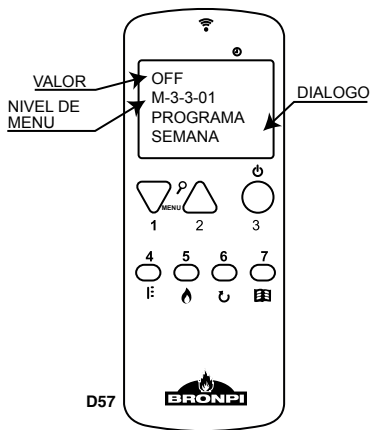 VALOR
NIVEL DE
MENU
DIALOGO
OFF
M-3-3-01
PROGRAMA
SEMANA
MENU
1 2 3
4 5 6 7
BRONPI
D57